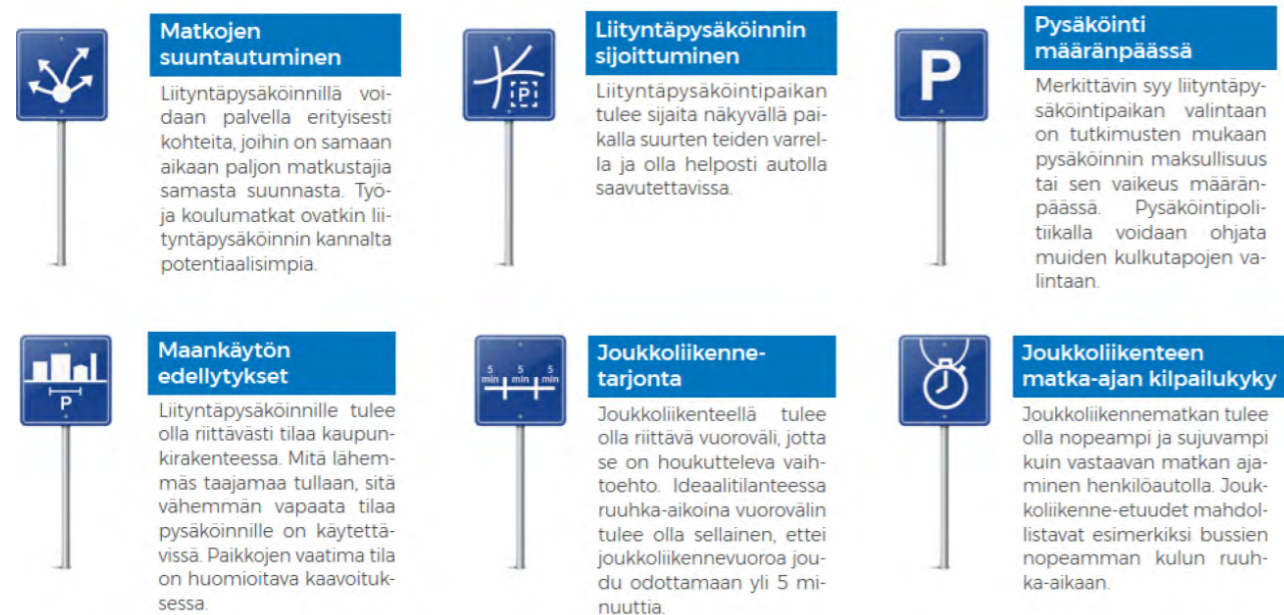 Matkojen
suuntautuminen
Liityntäpysäköinnillä voi-
daan palvella erityisesti
kohteita, joihin on samaan
aikaan paljon matkustajia
samasta suunnasta. Työ-
ja koulumatkat ovatkin lii-
tyntäpysäköinnin kannalta
potentiaalisimpia.
P
Liityntäpysäköinnin
sijoittuminen
Liityntäpysäköintipaikan
tulee sijaita näkyvällä pai-
kalla suurten teiden varrel-
la ja olla helposti autolla
saavutettavissa.
P
Pysäköinti
määränpäässä
Merkittävin syy liityntäpy-
säköintipaikan valintaan
on tutkimusten mukaan
pysäköinnin maksullisuus
tai sen vaikeus määrän-
päässä. Pysäköintipoli-
tiikalla voidaan ohjata
muiden kulkutapojen va-
lintaan.
P
Maankäytön
edellytykset
Liityntäpysäköinnille tulee
olla riittävästi tilaa kaupun-
kirakenteessa. Mitä lähem-
mäs taajamaa tullaan, sitä
vähemmän vapaata tilaa
pysäköinnille on käytettä-
vissä. Paikkojen vaatima tila
on huomioitava kaavoituk-
sessa.
5 5 5
min min min
Joukkoliikenne-
tarjonta
Joukkoliikenteellä tulee
olla riittävä vuoroväli, jotta
se on houkutteleva vaih-
toehto. Ideaalitilanteessa
ruuhka-aikoina vuorovälin
tulee olla sellainen, ettei
joukkoliikennevuoroa jou-
du odottamaan yli 5 mi-
nuuttia.
Joukkoliikenteen
matka-ajan kilpailukyky
Joukkoliikennematkan tulee
olla nopeampi ja sujuvampi
kuin vastaavan matkan aja-
minen henkilöautolla. Jouk-
koliikenne-etuudet mahdol-
listavat esimerkiksi bussien
nopeamman kulun ruuh-
ka-aikaan.